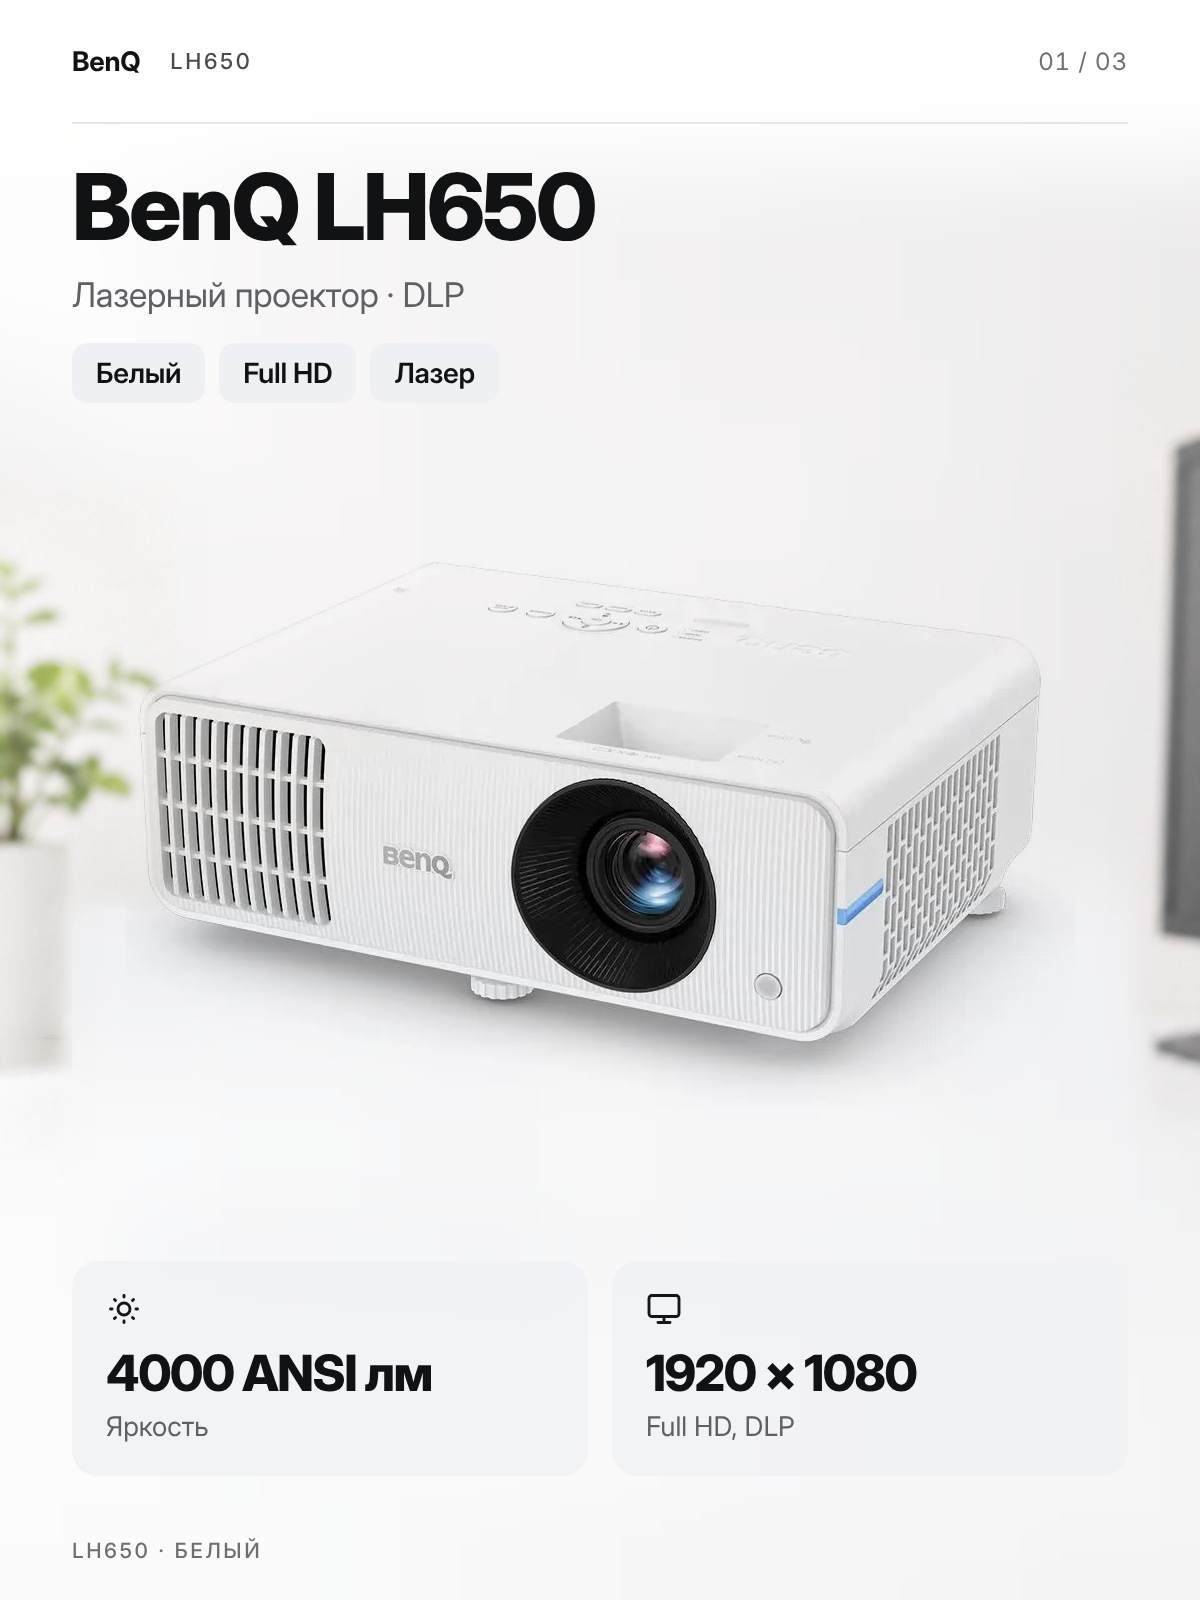 BenQ LH650 01 / 03
BenQ LH650
Лазерный проектор · DLP
Белый Full HD Лазер
BenQ
4000 ANSI лм
Яркость
1920 × 1080
Full HD, DLP
LH650 · БЕЛЫЙ